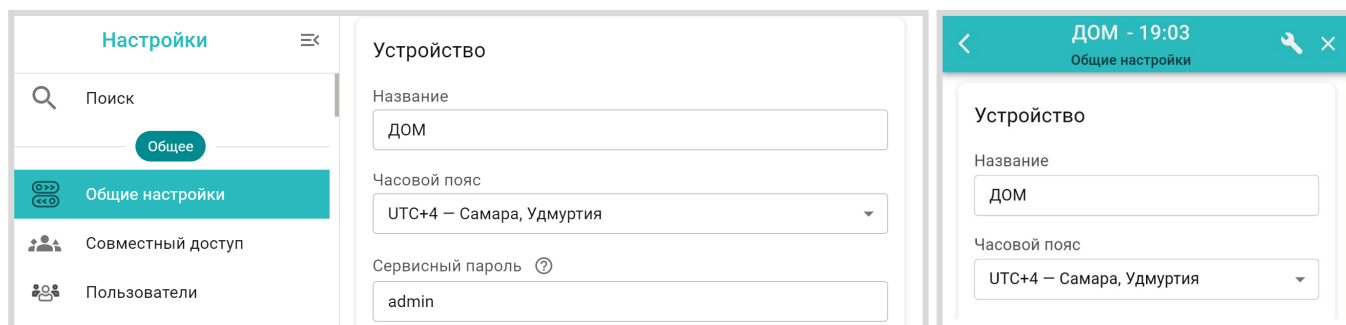 Настройки
Поиск
Общее
Общие настройки
Совместный доступ
Пользователи
Устройство
Название
ДОМ
Часовой пояс
UTC+4 — Самара, Удмуртия
Сервисный пароль
admin
ДОМ - 19:03
Общие настройки
Устройство
Название
ДОМ
Часовой пояс
UTC+4 — Самара, Удмуртия